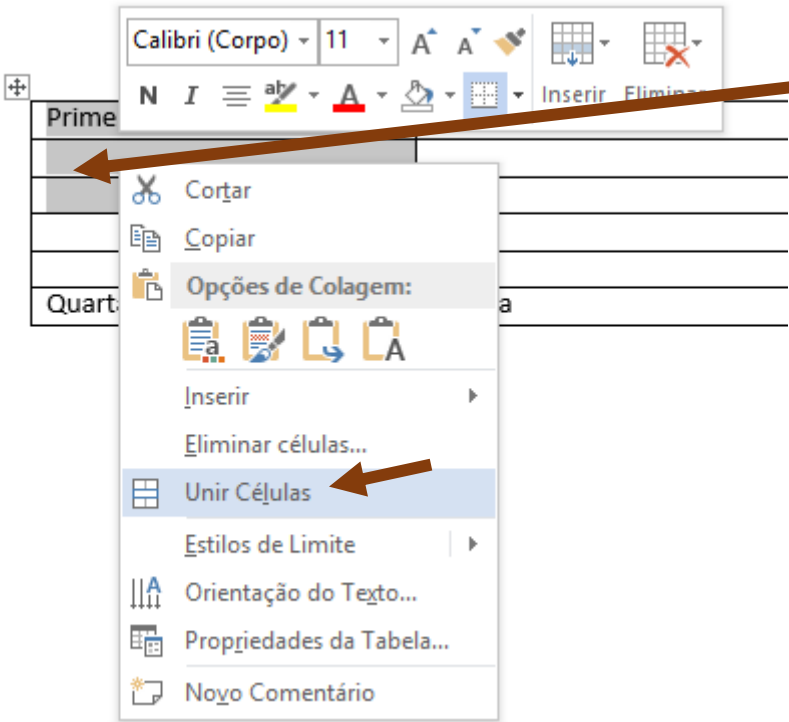 Calibri (Corpo) 11 A A
N I aby A Inserir Eliminar
Prime
Cortar
Copiar
Opções de Colagem:
a A
Quart a
Inserir
Eliminar células...
Unir Células
Estilos de Limite
A Orientação do Texto...
Propriedades da Tabela...
Novo Comentário